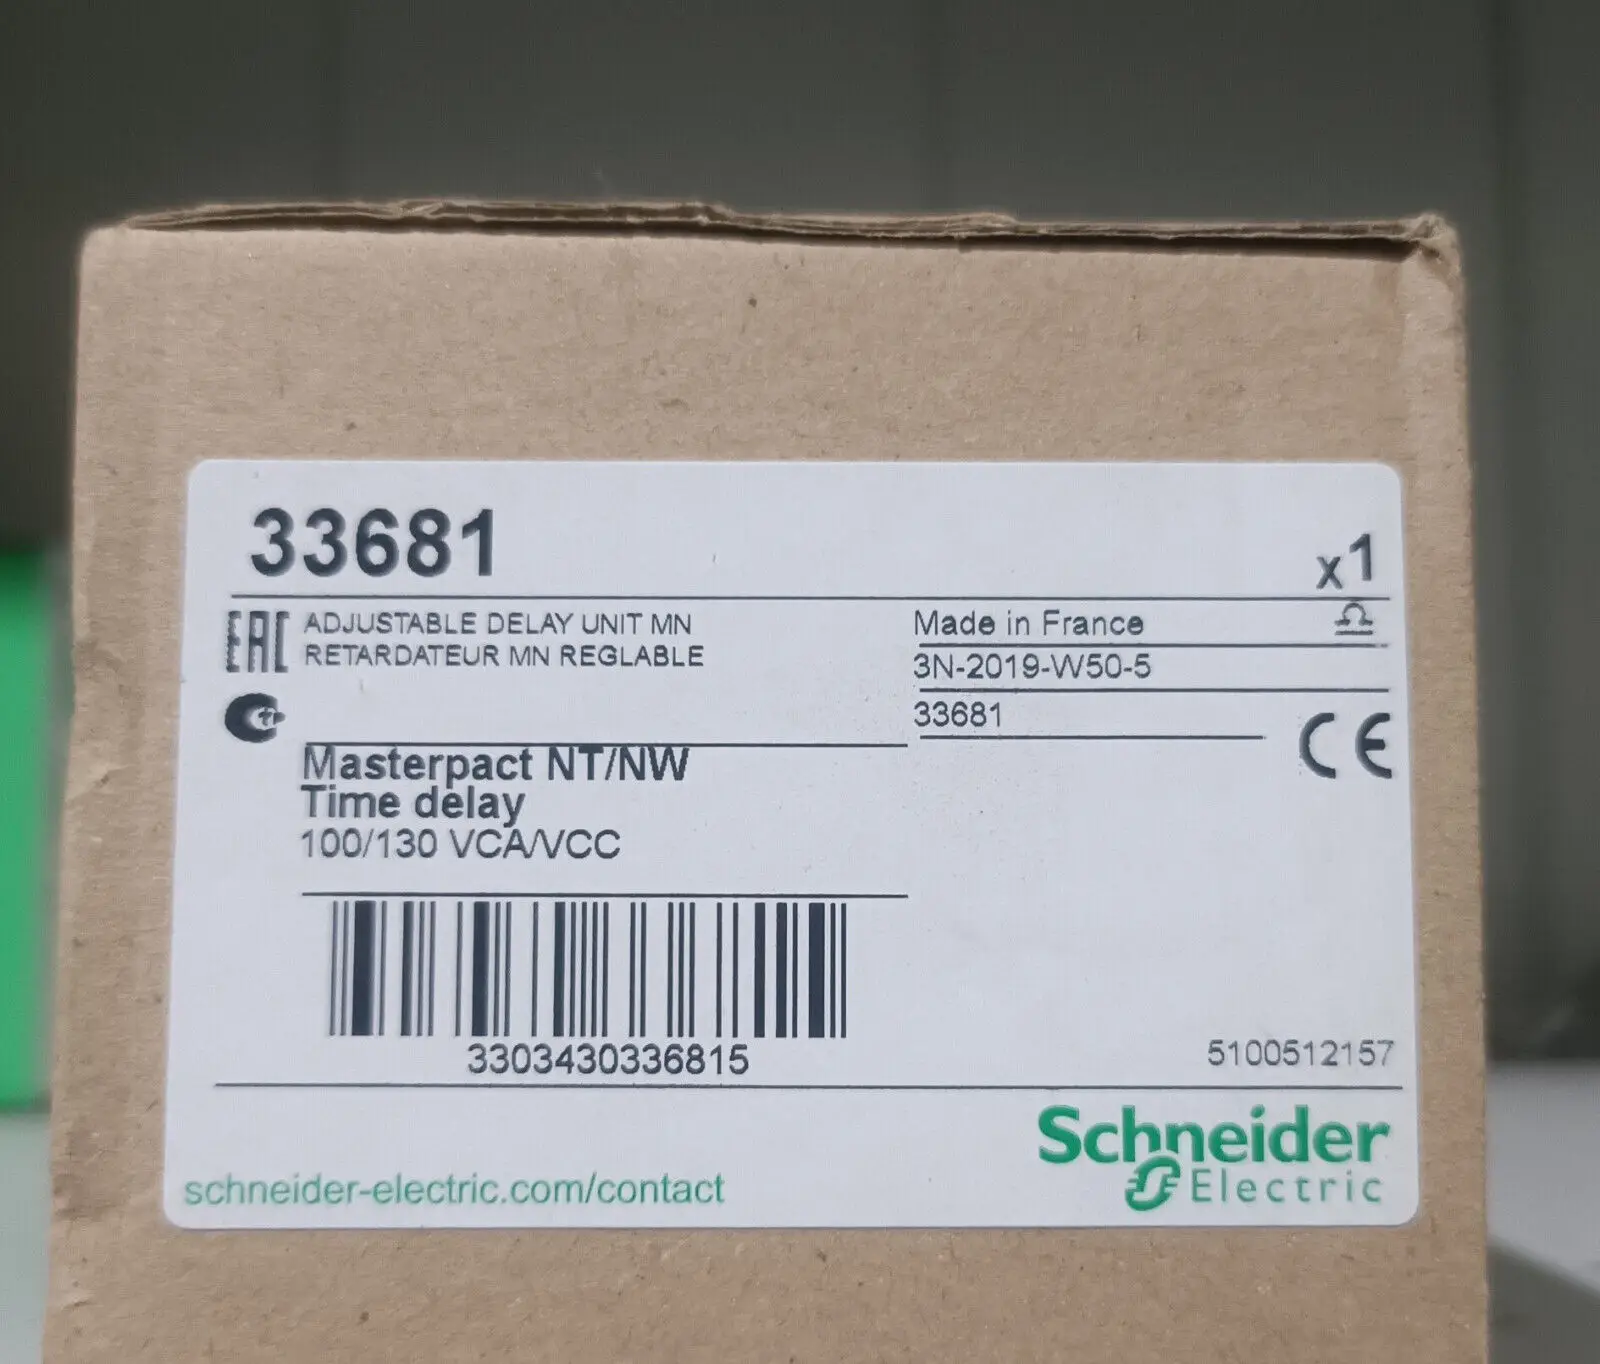 33681
x1
EAC
ADJUSTABLE DELAY UNIT MN
RETARDATEUR MN REGLABLE
Made in France
3N-2019-W50-5
33681
CE
Masterpact NT/NW
Time delay
100/130 VCA/VCC
3303430336815
5100512157
Schneider
Electric
schneider-electric.com/contact